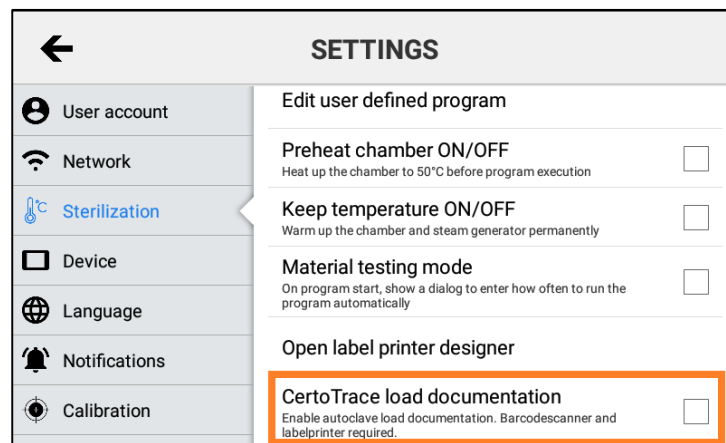 SETTINGS
User account
Network
°C Sterilization
Device
Language
Notifications
Calibration
Edit user defined program
Preheat chamber ON/OFF
Heat up the chamber to 50°C before program execution
Keep temperature ON/OFF
Warm up the chamber and steam generator permanently
Material testing mode
On program start, show a dialog to enter how often to run the
program automatically
Open label printer designer
CertoTrace load documentation
Enable autoclave load documentation. Barcodescanner and
labelprinter required.